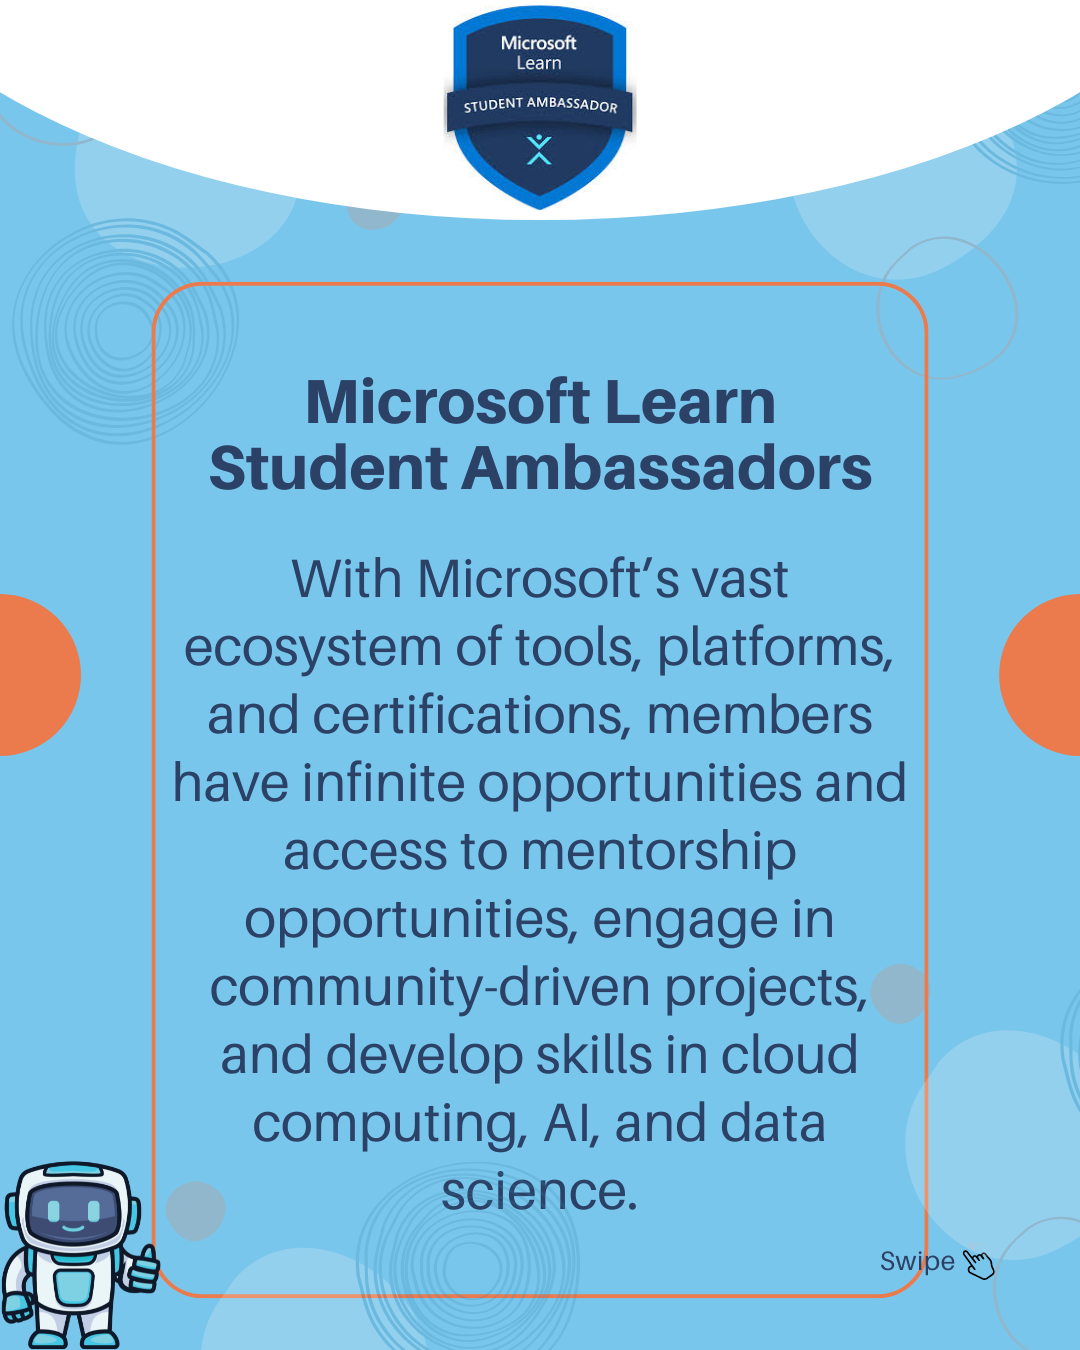 Microsoft
Learn
STUDENT AMBASSADOR
Microsoft Learn
Student Ambassadors
With Microsoft’s vast
ecosystem of tools, platforms,
and certifications, members
have infinite opportunities and
access to mentorship
opportunities, engage in
community-driven projects,
and develop skills in cloud
computing, AI, and data
science.
Swipe